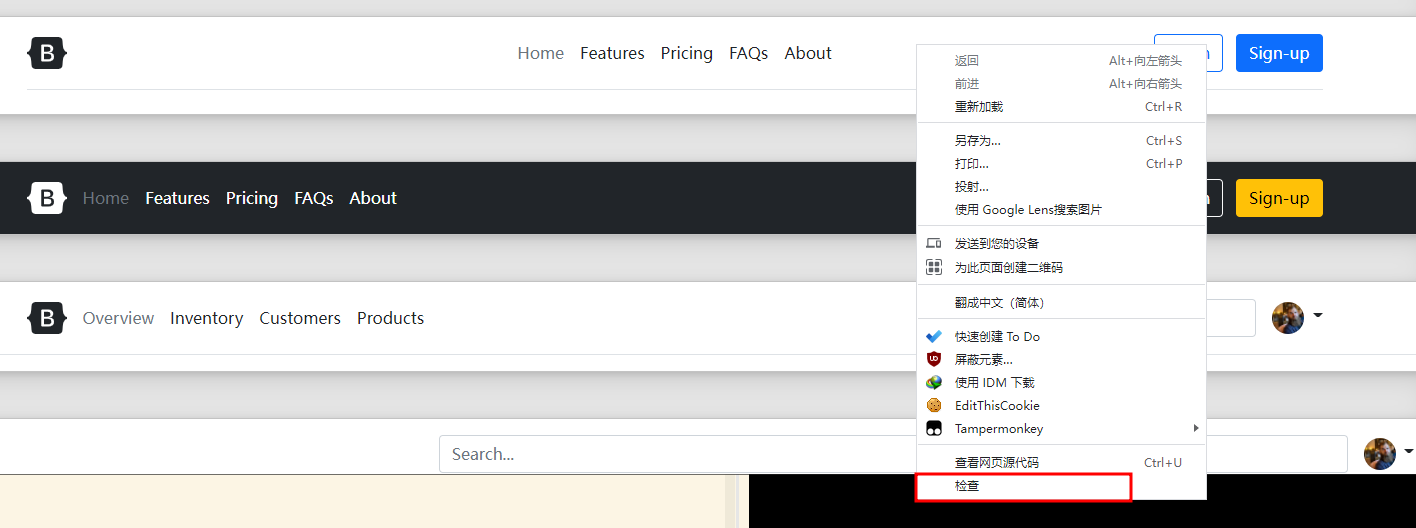 B
Home Features Pricing FAQs About
Sign-up
返回 Alt+向左箭头
前进 Alt+向右箭头
重新加载 Ctrl+R
另存为... Ctrl+S
打印... Ctrl+P
投射...
使用 Google Lens搜索图片
B Home Features Pricing FAQs About
Sign-up
发送到您的设备
为此页面创建二维码
翻成中文（简体）
B Overview Inventory Customers Products
快速创建 To Do
屏蔽元素...
使用 IDM 下载
EditThisCookie
Tampermonkey
Search...
查看网页源代码 Ctrl+U
检查